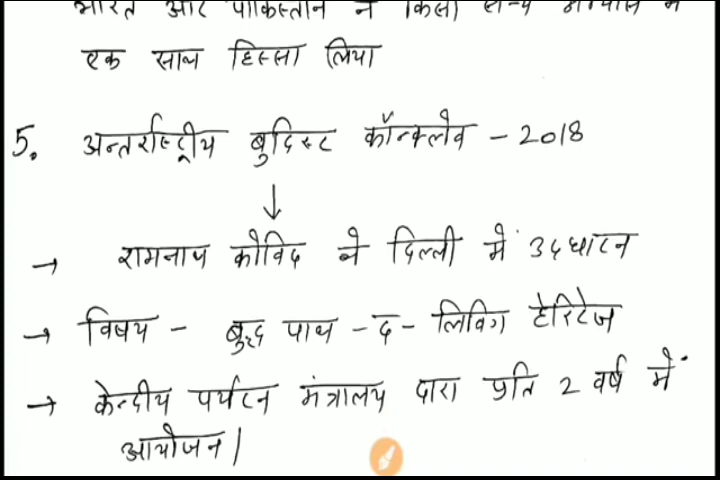 भारत और पाकिस्तान ने किसी सैन्य अभ्यास में
एक साथ हिस्सा लिया
5. अन्तर्राष्ट्रीय बुद्धिस्ट कॉन्क्लेव - 2018
↓
→ रामनाथ कोविंद ने दिल्ली में उदघाटन
→ विषय - बुद्ध पाथ - द - लिविंग हेरिटेज
→ केन्द्रीय पर्यटन मंत्रालय द्वारा प्रति 2 वर्ष में
आयोजन।